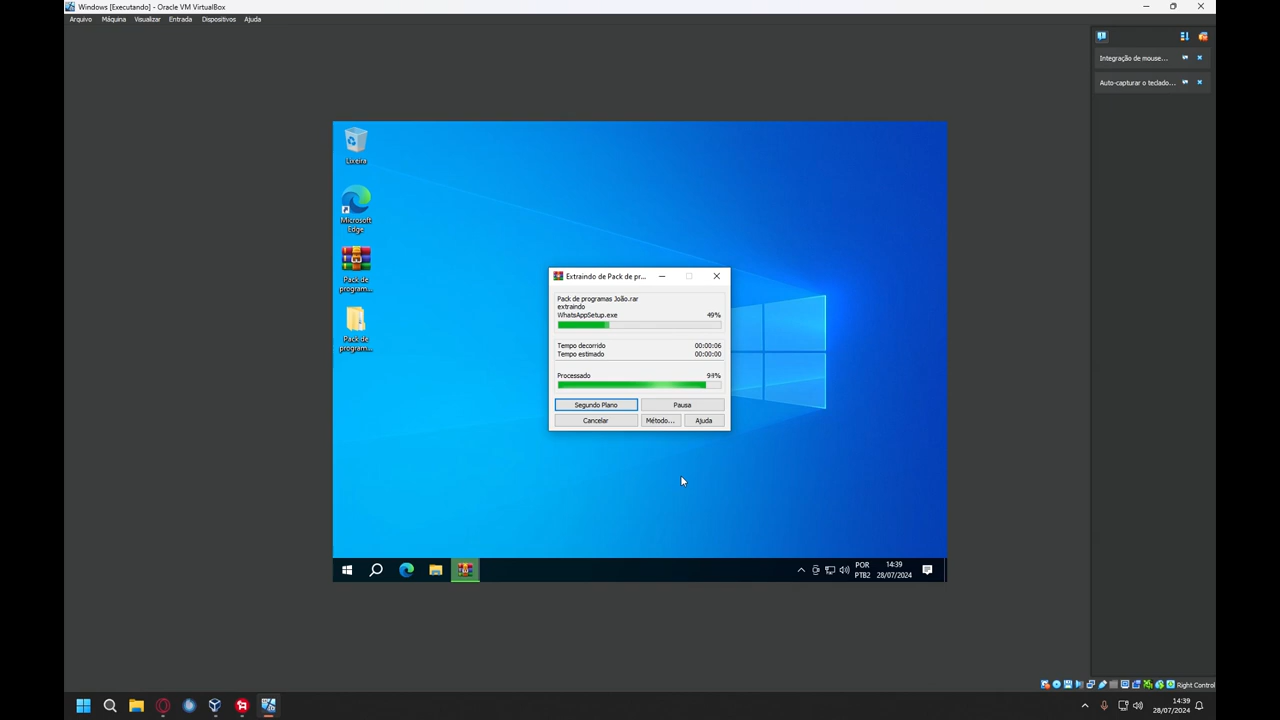 Windows [Executando] - Oracle VM VirtualBox
Arquivo Máquina Visualizar Entrada Dispositivos Ajuda
Integração de mouse...
Auto-capturar o teclado...
Lixeira
Microsoft
Edge
Pack de
program...
Pack de
program...
Extraindo de Pack de pr...
Pack de programas João.rar
extraindo
WhatsAppSetup.exe 49%
Tempo decorrido 00:00:06
Tempo estimado 00:00:00
Processado 94%
Segundo Plano Pausa
Cancelar Método... Ajuda
POR 14:39
PTB2 28/07/2024
Right Control
14:39
28/07/2024